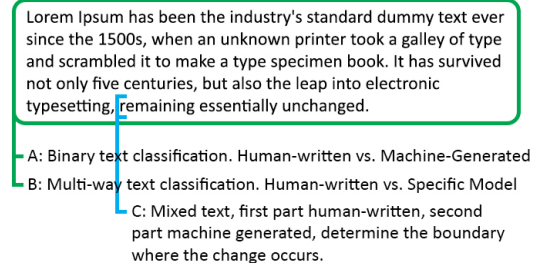 Lorem Ipsum has been the industry's standard dummy text ever
since the 1500s, when an unknown printer took a galley of type
and scrambled it to make a type specimen book. It has survived
not only five centuries, but also the leap into electronic
typesetting, remaining essentially unchanged.
A: Binary text classification. Human-written vs. Machine-Generated
B: Multi-way text classification. Human-written vs. Specific Model
C: Mixed text, first part human-written, second
part machine generated, determine the boundary
where the change occurs.